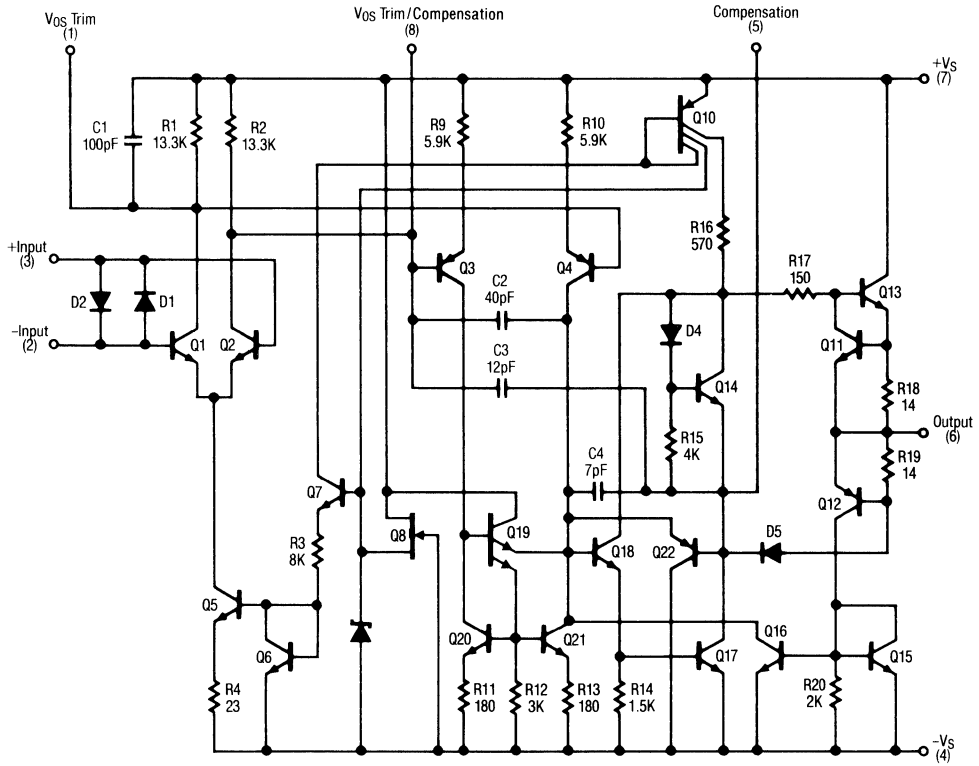 VOS Trim
(1)
VOS Trim/Compensation
(8)
Compensation
(5)
+VS
(7)
C1
100pF
R1
13.3K
R2
13.3K
R9
5.9K
R10
5.9K
Q10
R16
570
+Input
(3)
–Input
(2)
D2
D1
Q1
Q2
Q3
Q4
C2
40pF
C3
12pF
R17
150
Q13
D4
Q11
Q14
R18
14
Output
(6)
R15
4K
R19
14
C4
7pF
Q12
Q7
Q8
Q19
R3
8K
Q18
Q22
D5
Q5
Q6
Q20
Q21
Q17
Q16
Q15
R4
23
R11
180
R12
3K
R13
180
R14
1.5K
R20
2K
–VS
(4)